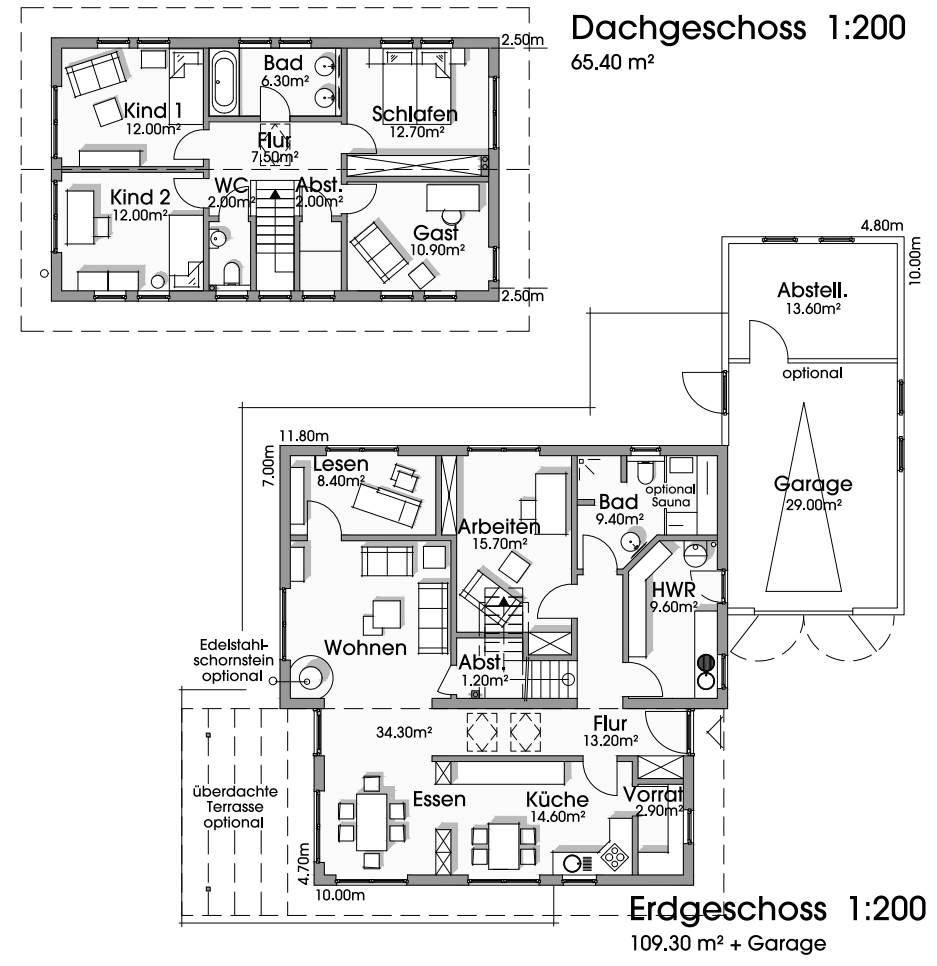 Dachgeschoss 1:200
65.40 m²
2.50m
Bad
6.30m²
Kind 1
12.00m²
Schlafen
12.70m²
Flur
7.50m²
Kind 2
12.00m²
WC
2.00m²
Abst.
2.00m²
Gast
10.90m²
2.50m
4.80m
10.00m
Abstell.
13.60m²
optional
Garage
29.00m²
11.80m
7.00m
Lesen
8.40m²
Arbeiten
15.70m²
Bad
9.40m²
optional
Sauna
HWR
9.60m²
Wohnen
Edelstahl-
schornstein
optional
Abst.
1.20m²
34.30m²
Flur
13.20m²
überdachte
Terrasse
optional
Essen
Küche
14.60m²
Vorrat
2.90m²
4.70m
10.00m
Erdgeschoss 1:200
109.30 m² + Garage